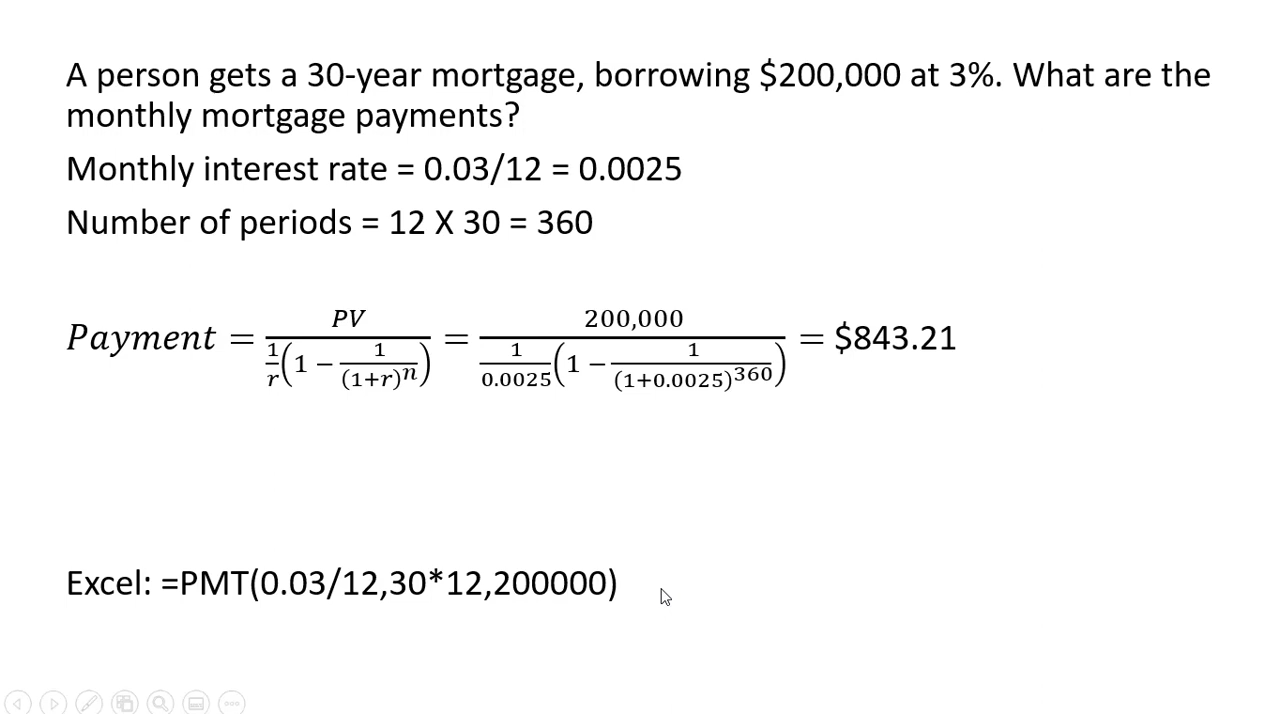 A person gets a 30-year mortgage, borrowing $200,000 at 3%. What are the
monthly mortgage payments?
Monthly interest rate = 0.03/12 = 0.0025
Number of periods = 12 X 30 = 360
Payment = PV / (1/r (1 − 1/(1+r)^n)) = 200,000 / (1/0.0025 (1 − 1/(1+0.0025)^360)) = $843.21
Excel: =PMT(0.03/12,30*12,200000)